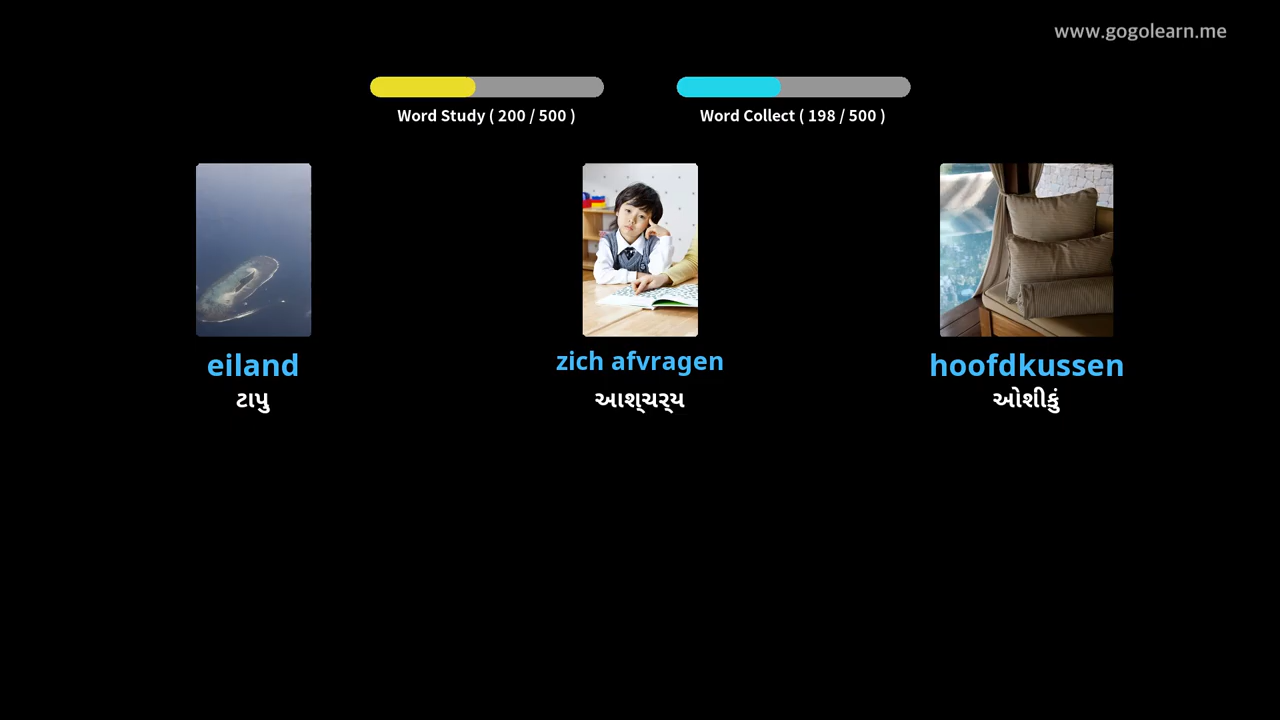 www.gogolearn.me
Word Study ( 200 / 500 )
Word Collect ( 198 / 500 )
eiland
zich afvragen
hoofdkussen
ટાપુ
આશ્ચર્ય
ઓશીકું